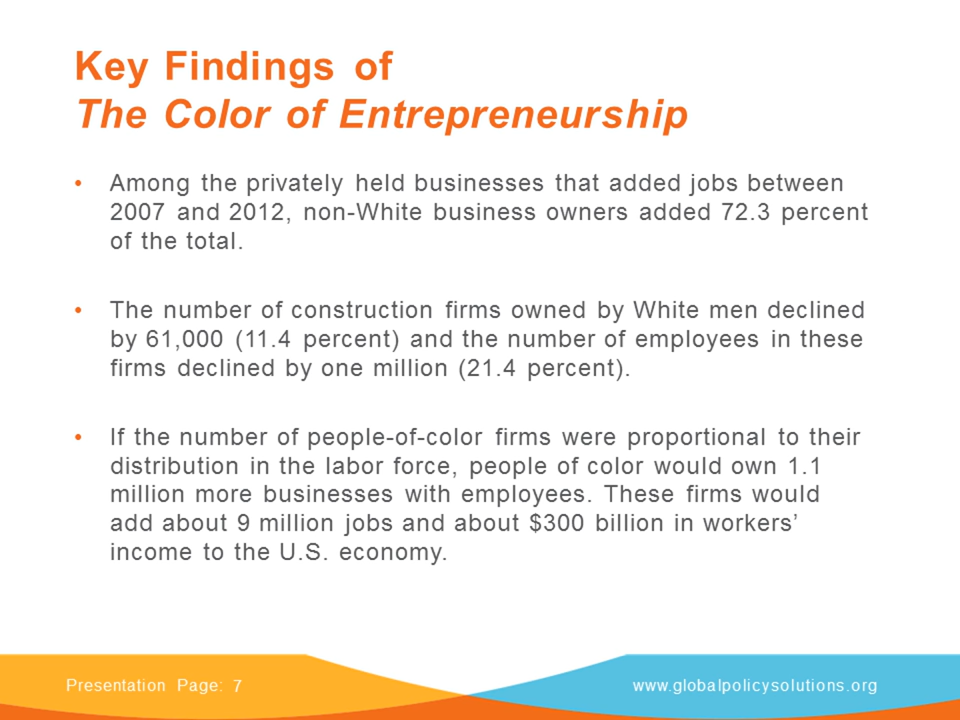 Key Findings of
The Color of Entrepreneurship
• Among the privately held businesses that added jobs between
2007 and 2012, non-White business owners added 72.3 percent
of the total.
• The number of construction firms owned by White men declined
by 61,000 (11.4 percent) and the number of employees in these
firms declined by one million (21.4 percent).
• If the number of people-of-color firms were proportional to their
distribution in the labor force, people of color would own 1.1
million more businesses with employees. These firms would
add about 9 million jobs and about $300 billion in workers’
income to the U.S. economy.
Presentation Page: 7
www.globalpolicysolutions.org